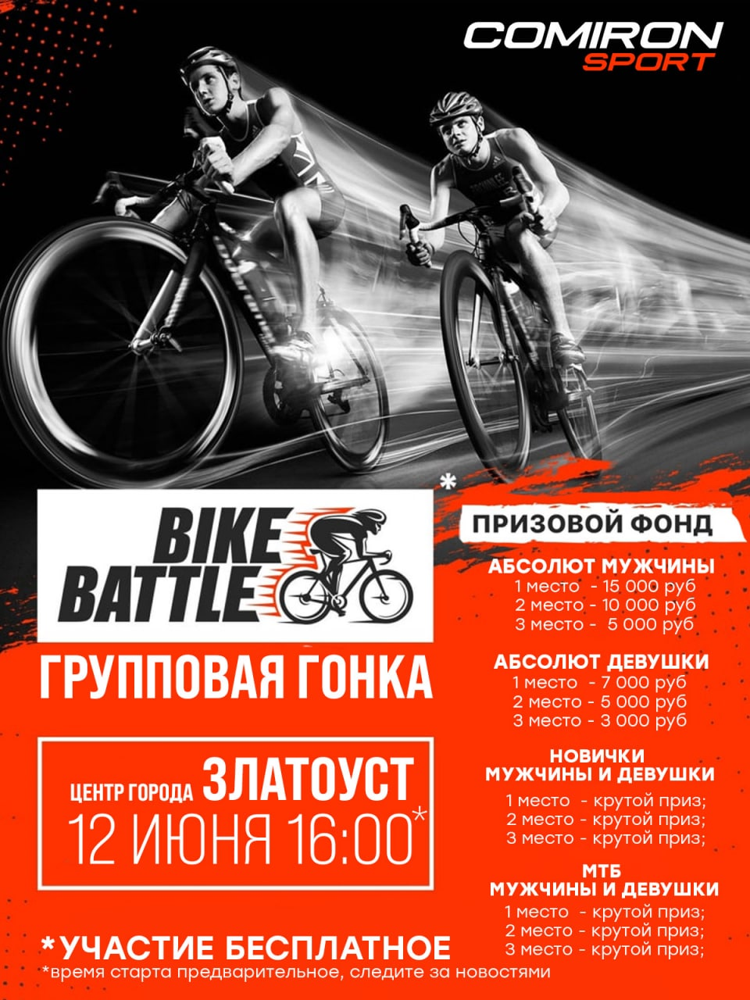 COMIRON
SPORT
*
BIKE
BATTLE
ГРУППОВАЯ ГОНКА
ЦЕНТР ГОРОДА ЗЛАТОУСТ
12 ИЮНЯ 16:00*
*УЧАСТИЕ БЕСПЛАТНОЕ
*время старта предварительное, следите за новостями
ПРИЗОВОЙ ФОНД
АБСОЛЮТ МУЖЧИНЫ
1 место - 15 000 руб
2 место - 10 000 руб
3 место - 5 000 руб
АБСОЛЮТ ДЕВУШКИ
1 место - 7 000 руб
2 место - 5 000 руб
3 место - 3 000 руб
НОВИЧКИ
МУЖЧИНЫ И ДЕВУШКИ
1 место - крутой приз;
2 место - крутой приз;
3 место - крутой приз;
МТБ
МУЖЧИНЫ И ДЕВУШКИ
1 место - крутой приз;
2 место - крутой приз;
3 место - крутой приз;